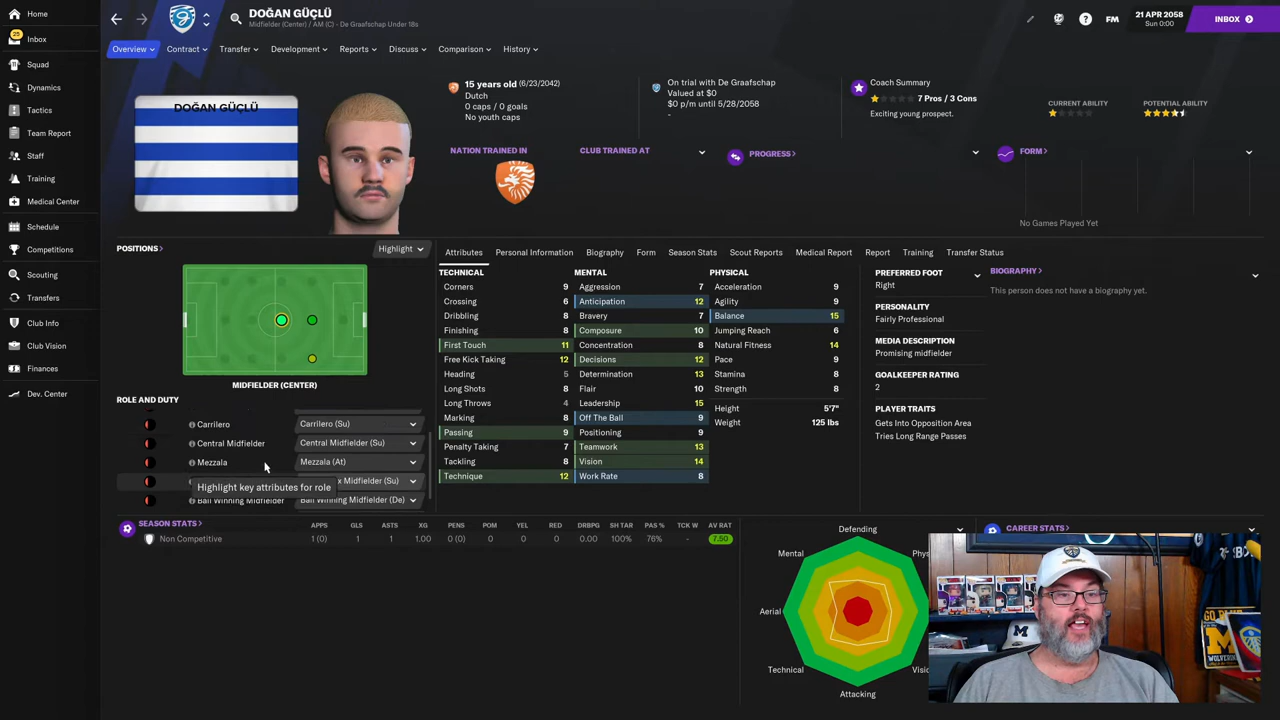 Home
DOĞAN GÜÇLÜ
Midfielder (Center) / AM (C) - De Graafschap Under 18s
FM
21 APR 2058
Sun 0:00
INBOX
25
Inbox
Squad
Dynamics
Tactics
Team Report
Staff
Training
Medical Center
Schedule
Competitions
Scouting
Transfers
Club Info
Club Vision
Finances
Dev. Center
Overview
Contract
Transfer
Development
Reports
Discuss
Comparison
History
DOĞAN GÜÇLÜ
15 years old (6/23/2042)
Dutch
0 caps / 0 goals
No youth caps
On trial with De Graafschap
Valued at $0
$0 p/m until 5/28/2058
-
Coach Summary
7 Pros / 3 Cons
Exciting young prospect.
CURRENT ABILITY
POTENTIAL ABILITY
NATION TRAINED IN
CLUB TRAINED AT
PROGRESS
FORM
No Games Played Yet
POSITIONS
Highlight
MIDFIELDER (CENTER)
ROLE AND DUTY
Carrilero Carrilero (Su)
Central Midfielder Central Midfielder (Su)
Mezzala Mezzala (At)
x Midfielder (Su)
Highlight key attributes for role
Ball Winning Midfielder Ball Winning Midfielder (De)
Attributes
Personal Information
Biography
Form
Season Stats
Scout Reports
Medical Report
Report
Training
Transfer Status
TECHNICAL
Corners 9
Crossing 6
Dribbling 8
Finishing 8
First Touch 11
Free Kick Taking 12
Heading 5
Long Shots 8
Long Throws 4
Marking 8
Passing 9
Penalty Taking 7
Tackling 8
Technique 12
MENTAL
Aggression 7
Anticipation 12
Bravery 7
Composure 10
Concentration 8
Decisions 12
Determination 13
Flair 10
Leadership 15
Off The Ball 9
Positioning 9
Teamwork 13
Vision 14
Work Rate 8
PHYSICAL
Acceleration 9
Agility 9
Balance 15
Jumping Reach 6
Natural Fitness 14
Pace 9
Stamina 8
Strength 8
Height 5'7"
Weight 125 lbs
PREFERRED FOOT
Right
PERSONALITY
Fairly Professional
MEDIA DESCRIPTION
Promising midfielder
GOALKEEPER RATING
2
PLAYER TRAITS
Gets Into Opposition Area
Tries Long Range Passes
BIOGRAPHY
This person does not have a biography yet.
SEASON STATS
APPS GLS ASTS XG PENS POM YEL RED DRBPG SH TAR PAS % TCK W AV RAT
Non Competitive 1 (0) 1 1 1.00 0 (0) 0 0 0 0.00 100% 76% - 7.50
Defending
Mental
Aerial
Technical
Attacking
CAREER STATS